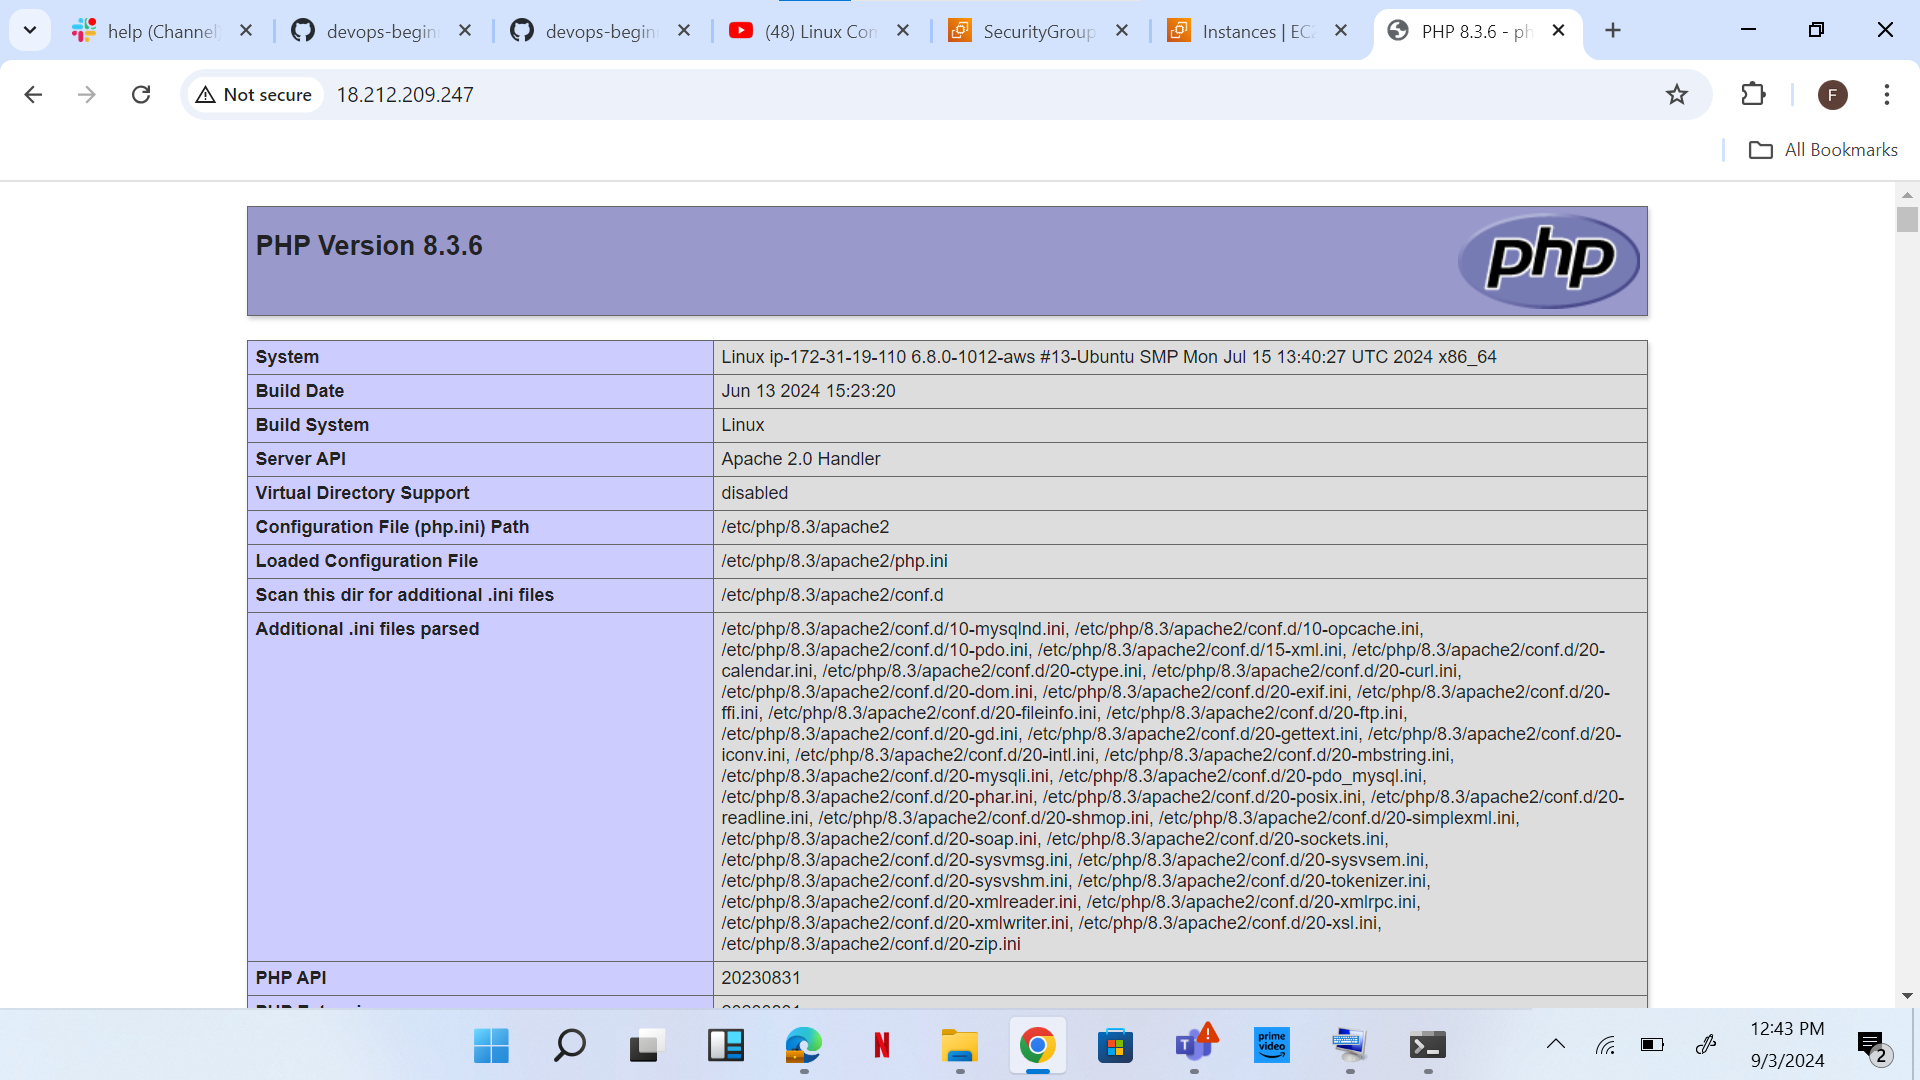 help (Channel)
devops-begin
devops-begin
(48) Linux Con
SecurityGroup
Instances | EC2
PHP 8.3.6 - ph
Not secure
18.212.209.247
F
All Bookmarks
PHP Version 8.3.6
php
System Linux ip-172-31-19-110 6.8.0-1012-aws #13-Ubuntu SMP Mon Jul 15 13:40:27 UTC 2024 x86_64
Build Date Jun 13 2024 15:23:20
Build System Linux
Server API Apache 2.0 Handler
Virtual Directory Support disabled
Configuration File (php.ini) Path /etc/php/8.3/apache2
Loaded Configuration File /etc/php/8.3/apache2/php.ini
Scan this dir for additional .ini files /etc/php/8.3/apache2/conf.d
Additional .ini files parsed /etc/php/8.3/apache2/conf.d/10-mysqlnd.ini, /etc/php/8.3/apache2/conf.d/10-opcache.ini,
/etc/php/8.3/apache2/conf.d/10-pdo.ini, /etc/php/8.3/apache2/conf.d/15-xml.ini, /etc/php/8.3/apache2/conf.d/20-
calendar.ini, /etc/php/8.3/apache2/conf.d/20-ctype.ini, /etc/php/8.3/apache2/conf.d/20-curl.ini,
/etc/php/8.3/apache2/conf.d/20-dom.ini, /etc/php/8.3/apache2/conf.d/20-exif.ini, /etc/php/8.3/apache2/conf.d/20-
ffi.ini, /etc/php/8.3/apache2/conf.d/20-fileinfo.ini, /etc/php/8.3/apache2/conf.d/20-ftp.ini,
/etc/php/8.3/apache2/conf.d/20-gd.ini, /etc/php/8.3/apache2/conf.d/20-gettext.ini, /etc/php/8.3/apache2/conf.d/20-
iconv.ini, /etc/php/8.3/apache2/conf.d/20-intl.ini, /etc/php/8.3/apache2/conf.d/20-mbstring.ini,
/etc/php/8.3/apache2/conf.d/20-mysqli.ini, /etc/php/8.3/apache2/conf.d/20-pdo_mysql.ini,
/etc/php/8.3/apache2/conf.d/20-phar.ini, /etc/php/8.3/apache2/conf.d/20-posix.ini, /etc/php/8.3/apache2/conf.d/20-
readline.ini, /etc/php/8.3/apache2/conf.d/20-shmop.ini, /etc/php/8.3/apache2/conf.d/20-simplexml.ini,
/etc/php/8.3/apache2/conf.d/20-soap.ini, /etc/php/8.3/apache2/conf.d/20-sockets.ini,
/etc/php/8.3/apache2/conf.d/20-sysvmsg.ini, /etc/php/8.3/apache2/conf.d/20-sysvsem.ini,
/etc/php/8.3/apache2/conf.d/20-sysvshm.ini, /etc/php/8.3/apache2/conf.d/20-tokenizer.ini,
/etc/php/8.3/apache2/conf.d/20-xmlreader.ini, /etc/php/8.3/apache2/conf.d/20-xmlrpc.ini,
/etc/php/8.3/apache2/conf.d/20-xmlwriter.ini, /etc/php/8.3/apache2/conf.d/20-xsl.ini,
/etc/php/8.3/apache2/conf.d/20-zip.ini
PHP API 20230831
N
T
prime video
12:43 PM
9/3/2024
2